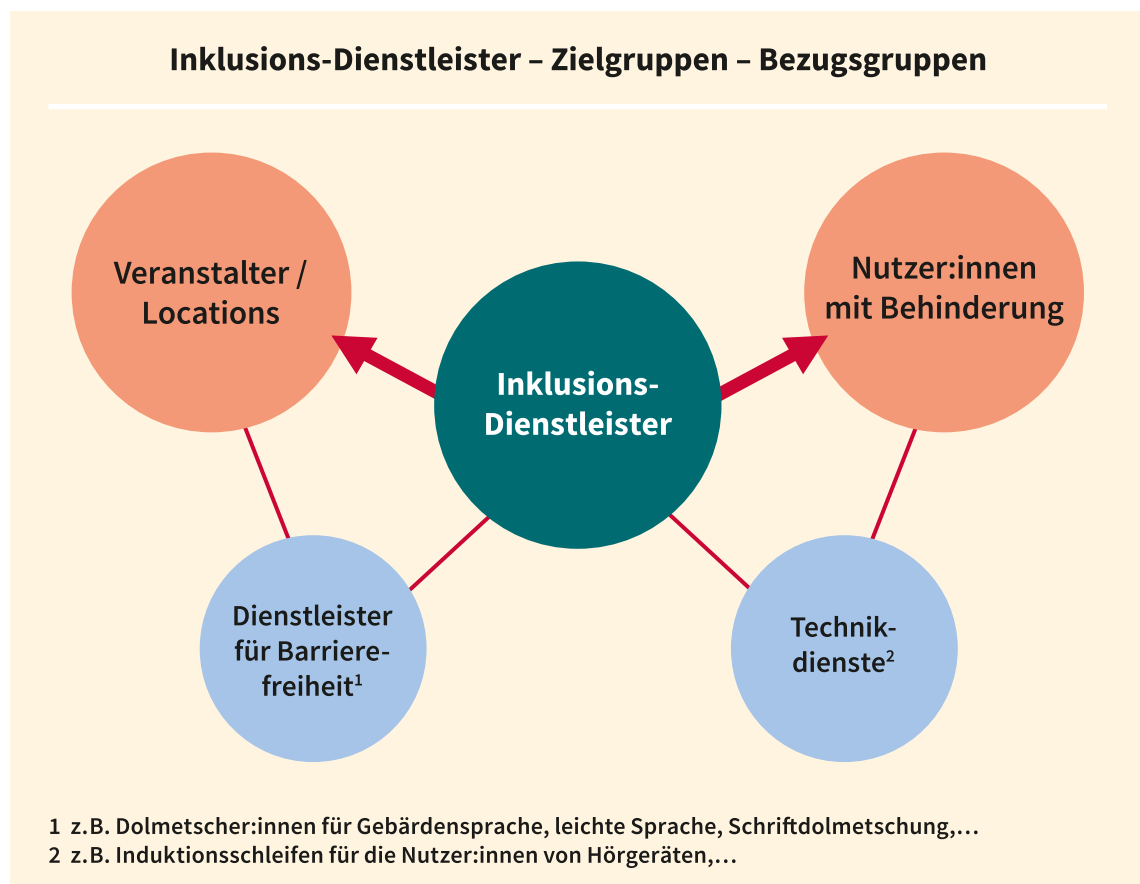 Inklusions-Dienstleister – Zielgruppen – Bezugsgruppen
Veranstalter /
Locations
Nutzer:innen
mit Behinderung
Inklusions-
Dienstleister
Dienstleister
für Barriere-
freiheit¹
Technik-
dienste²
1 z.B. Dolmetscher:innen für Gebärdensprache, leichte Sprache, Schriftdolmetschung,…
2 z.B. Induktionsschleifen für die Nutzer:innen von Hörgeräten,…